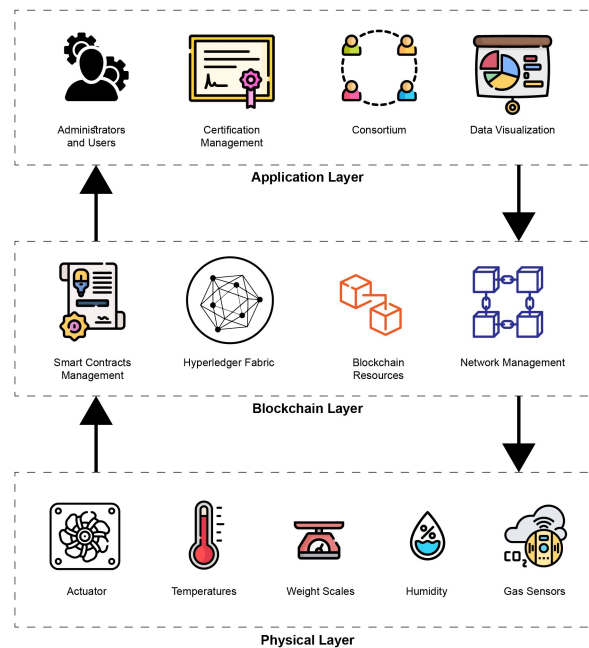 Administrators
and Users
Certification
Management
Consortium
Data Visualization
Application Layer
Smart Contracts
Management
Hyperledger Fabric
Blockchain
Resources
Network Management
Blockchain Layer
%
CO2
Actuator
Temperatures
Weight Scales
Humidity
Gas Sensors
Physical Layer